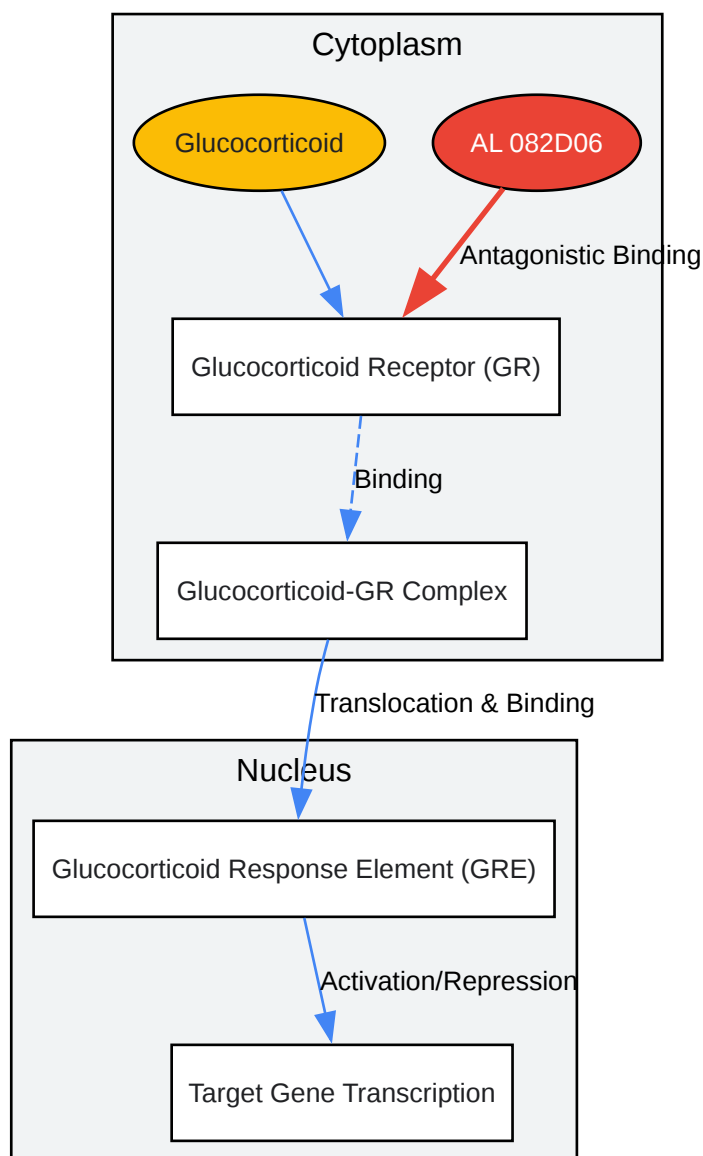 Cytoplasm
Glucocorticoid
AL 082D06
Antagonistic Binding
Glucocorticoid Receptor (GR)
Binding
Glucocorticoid-GR Complex
Translocation & Binding
Nucleus
Glucocorticoid Response Element (GRE)
Activation/Repression
Target Gene Transcription